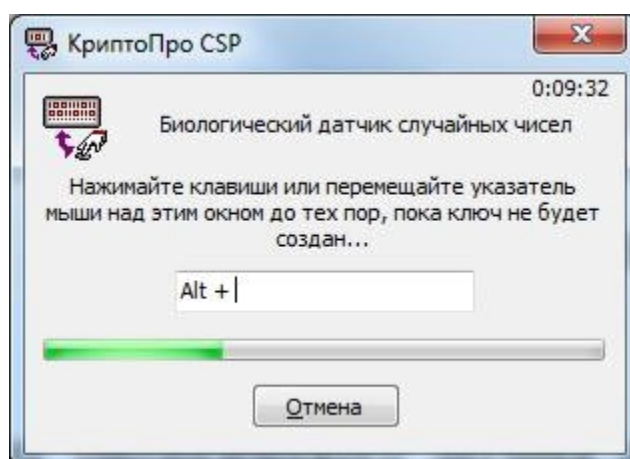 КриптоПро CSP
0:09:32
Биологический датчик случайных чисел
Нажимайте клавиши или перемещайте указатель
мыши над этим окном до тех пор, пока ключ не будет
создан...
Alt +
Отмена